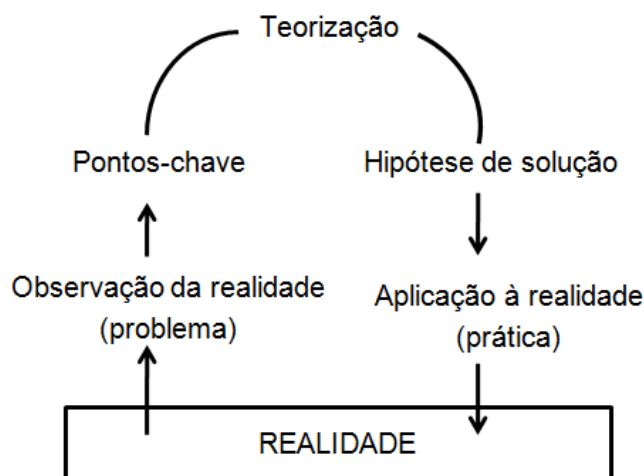 Teorização
Pontos-chave
Hipótese de solução
Observação da realidade
(problema)
Aplicação à realidade
(prática)
REALIDADE